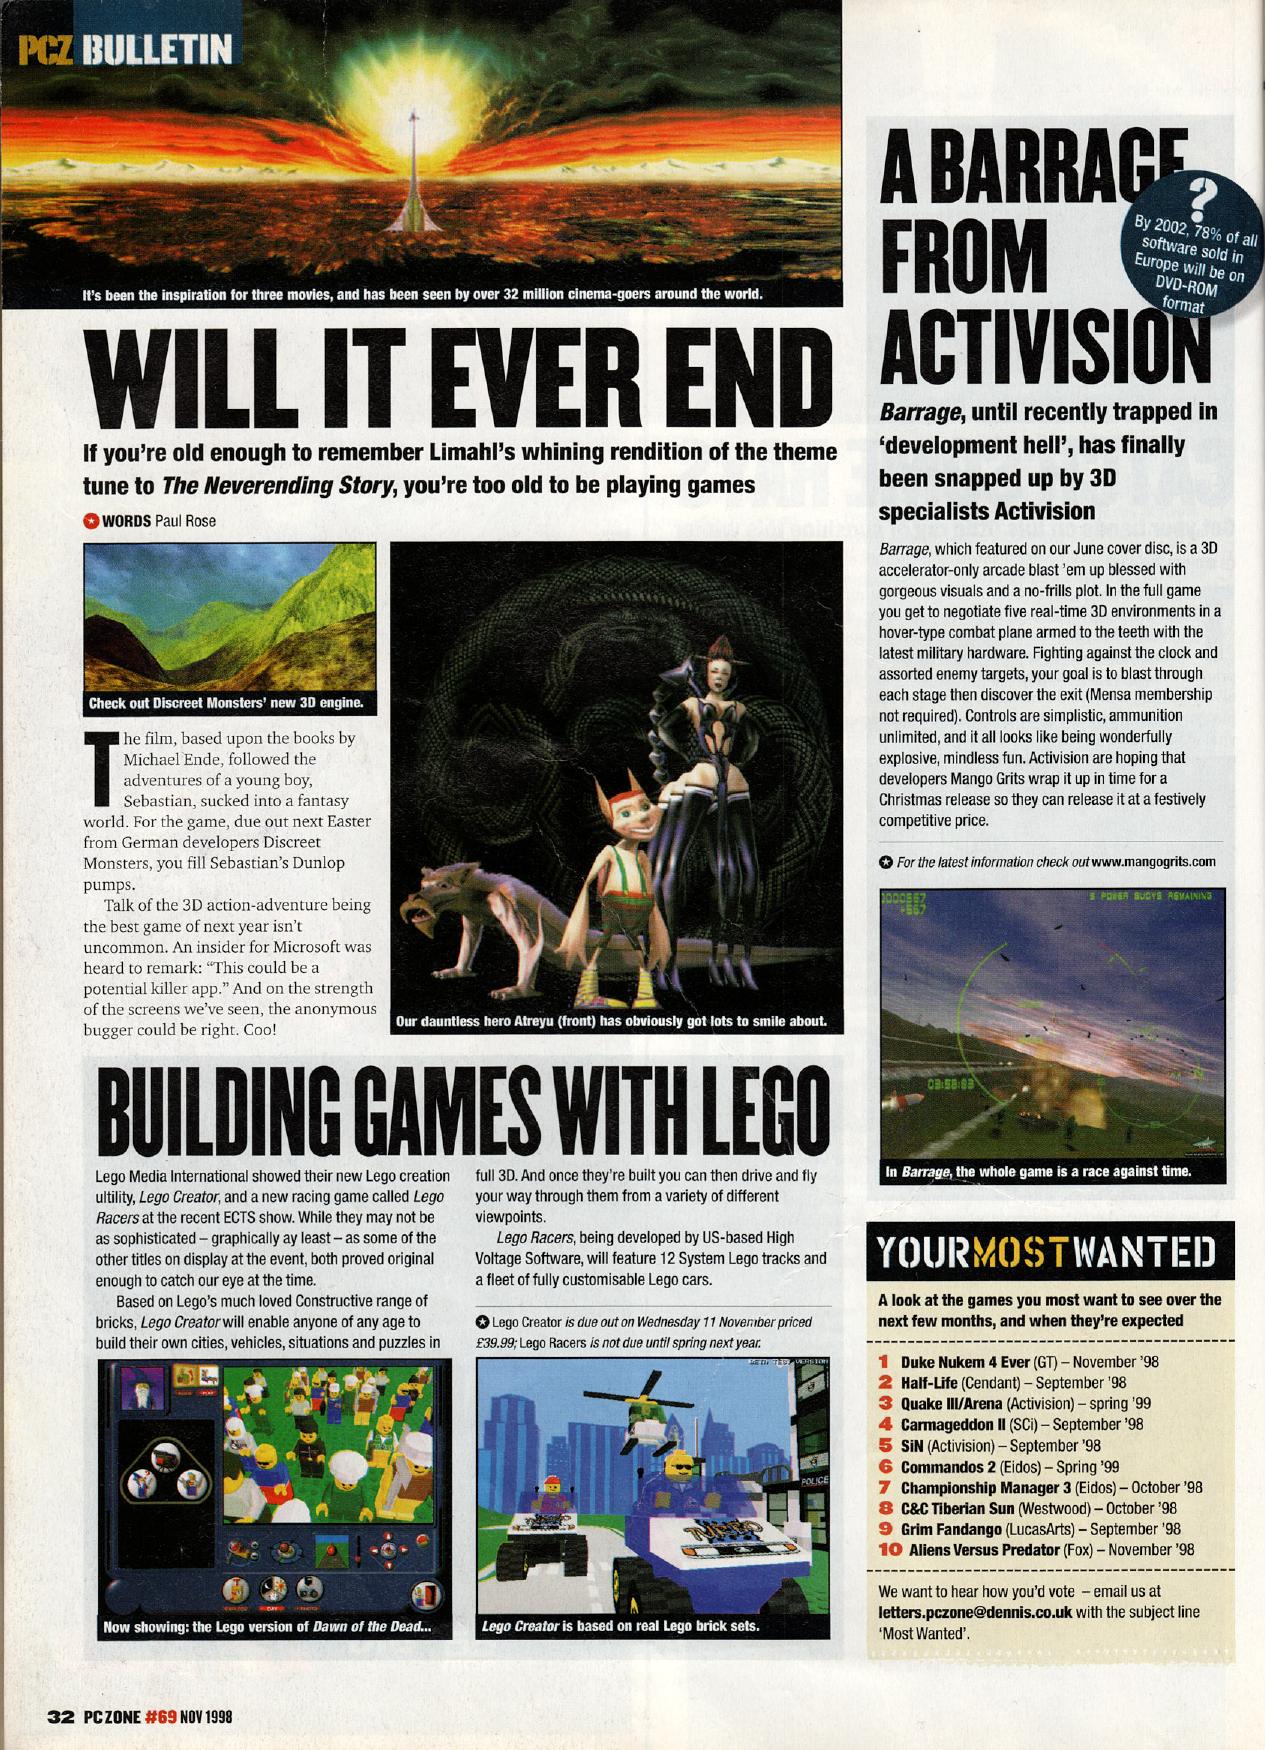 PCZ BULLETIN
It's been the inspiration for three movies, and has been seen by over 32 million cinema-goers around the world.
WILL IT EVER END
If you're old enough to remember Limahl's whining rendition of the theme
tune to The Neverending Story, you're too old to be playing games
WORDS Paul Rose
Check out Discreet Monsters' new 3D engine.
The film, based upon the books by
Michael Ende, followed the
adventures of a young boy,
Sebastian, sucked into a fantasy
world. For the game, due out next Easter
from German developers Discreet
Monsters, you fill Sebastian's Dunlop
pumps.
Talk of the 3D action-adventure being
the best game of next year isn't
uncommon. An insider for Microsoft was
heard to remark: "This could be a
potential killer app." And on the strength
of the screens we've seen, the anonymous
bugger could be right. Coo!
Our dauntless hero Atreyu (front) has obviously got lots to smile about.
BUILDING GAMES WITH LEGO
Lego Media International showed their new Lego creation
ultility, Lego Creator, and a new racing game called Lego
Racers at the recent ECTS show. While they may not be
as sophisticated – graphically ay least – as some of the
other titles on display at the event, both proved original
enough to catch our eye at the time.
Based on Lego's much loved Constructive range of
bricks, Lego Creator will enable anyone of any age to
build their own cities, vehicles, situations and puzzles in
full 3D. And once they're built you can then drive and fly
your way through them from a variety of different
viewpoints.
Lego Racers, being developed by US-based High
Voltage Software, will feature 12 System Lego tracks and
a fleet of fully customisable Lego cars.
Lego Creator is due out on Wednesday 11 November priced
£39.99; Lego Racers is not due until spring next year.
Now showing: the Lego version of Dawn of the Dead...
BETA TEST VERSION
POLICE
Lego Creator is based on real Lego brick sets.
A BARRAGE
FROM
ACTIVISION
?
By 2002, 78% of all
software sold in
Europe will be on
DVD-ROM
format
Barrage, until recently trapped in
'development hell', has finally
been snapped up by 3D
specialists Activision
Barrage, which featured on our June cover disc, is a 3D
accelerator-only arcade blast 'em up blessed with
gorgeous visuals and a no-frills plot. In the full game
you get to negotiate five real-time 3D environments in a
hover-type combat plane armed to the teeth with the
latest military hardware. Fighting against the clock and
assorted enemy targets, your goal is to blast through
each stage then discover the exit (Mensa membership
not required). Controls are simplistic, ammunition
unlimited, and it all looks like being wonderfully
explosive, mindless fun. Activision are hoping that
developers Mango Grits wrap it up in time for a
Christmas release so they can release it at a festively
competitive price.
For the latest information check out www.mangogrits.com
0000667
+667
5 POWER BUOYS REMAINING
03:58:83
In Barrage, the whole game is a race against time.
YOURMOSTWANTED
A look at the games you most want to see over the
next few months, and when they're expected
1 Duke Nukem 4 Ever (GT) – November '98
2 Half-Life (Cendant) – September '98
3 Quake III/Arena (Activision) – spring '99
4 Carmageddon II (SCi) – September '98
5 SiN (Activision) – September '98
6 Commandos 2 (Eidos) – Spring '99
7 Championship Manager 3 (Eidos) – October '98
8 C&C Tiberian Sun (Westwood) – October '98
9 Grim Fandango (LucasArts) – September '98
10 Aliens Versus Predator (Fox) – November '98
We want to hear how you'd vote – email us at
letters.pczone@dennis.co.uk with the subject line
'Most Wanted'.
32 PC ZONE #69 NOV 1998